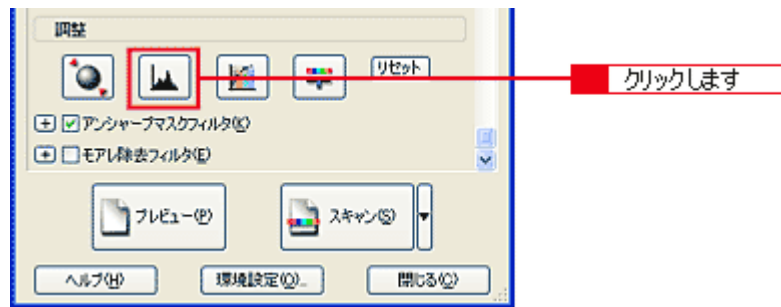 調整
リセット
クリックします
アンシャープマスクフィルタ(K)
モアレ除去フィルタ(E)
プレビュー(P)
スキャン(S)
ヘルプ(H)
環境設定(O)...
閉じる(C)